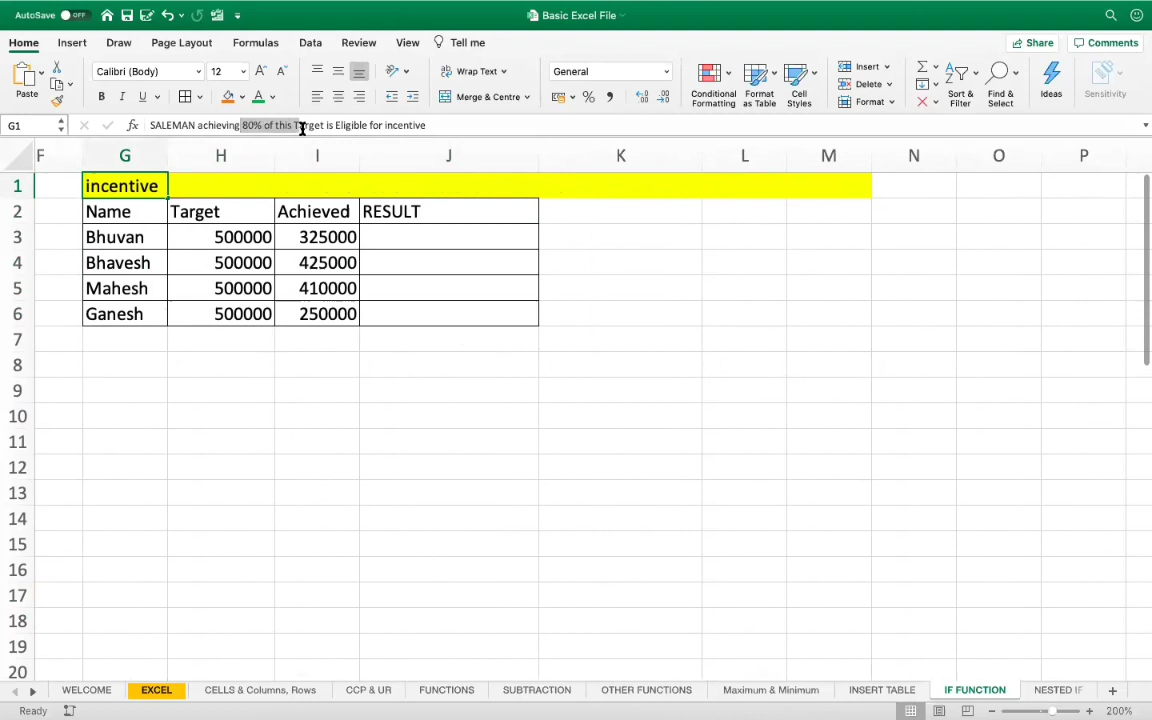 AutoSave OFF Basic Excel File
Home Insert Draw Page Layout Formulas Data Review View Tell me Share Comments
Paste Calibri (Body) 12 A A Wrap Text General Conditional Formatting Format as Table Cell Styles Insert Sort & Filter Find & Select Ideas Sensitivity
Delete
B I U A Merge & Centre % Format
G1 fx SALEMAN achieving 80% of this Target is Eligible for incentive
F G H I J K L M N O P
1 incentive
2 Name Target Achieved RESULT
3 Bhuvan 500000 325000
4 Bhavesh 500000 425000
5 Mahesh 500000 410000
6 Ganesh 500000 250000
7
8
9
10
11
12
13
14
15
16
17
18
19
20
WELCOME EXCEL CELLS & Columns, Rows CCP & UR FUNCTIONS SUBTRACTION OTHER FUNCTIONS Maximum & Minimum INSERT TABLE IF FUNCTION NESTED IF
Ready 200%